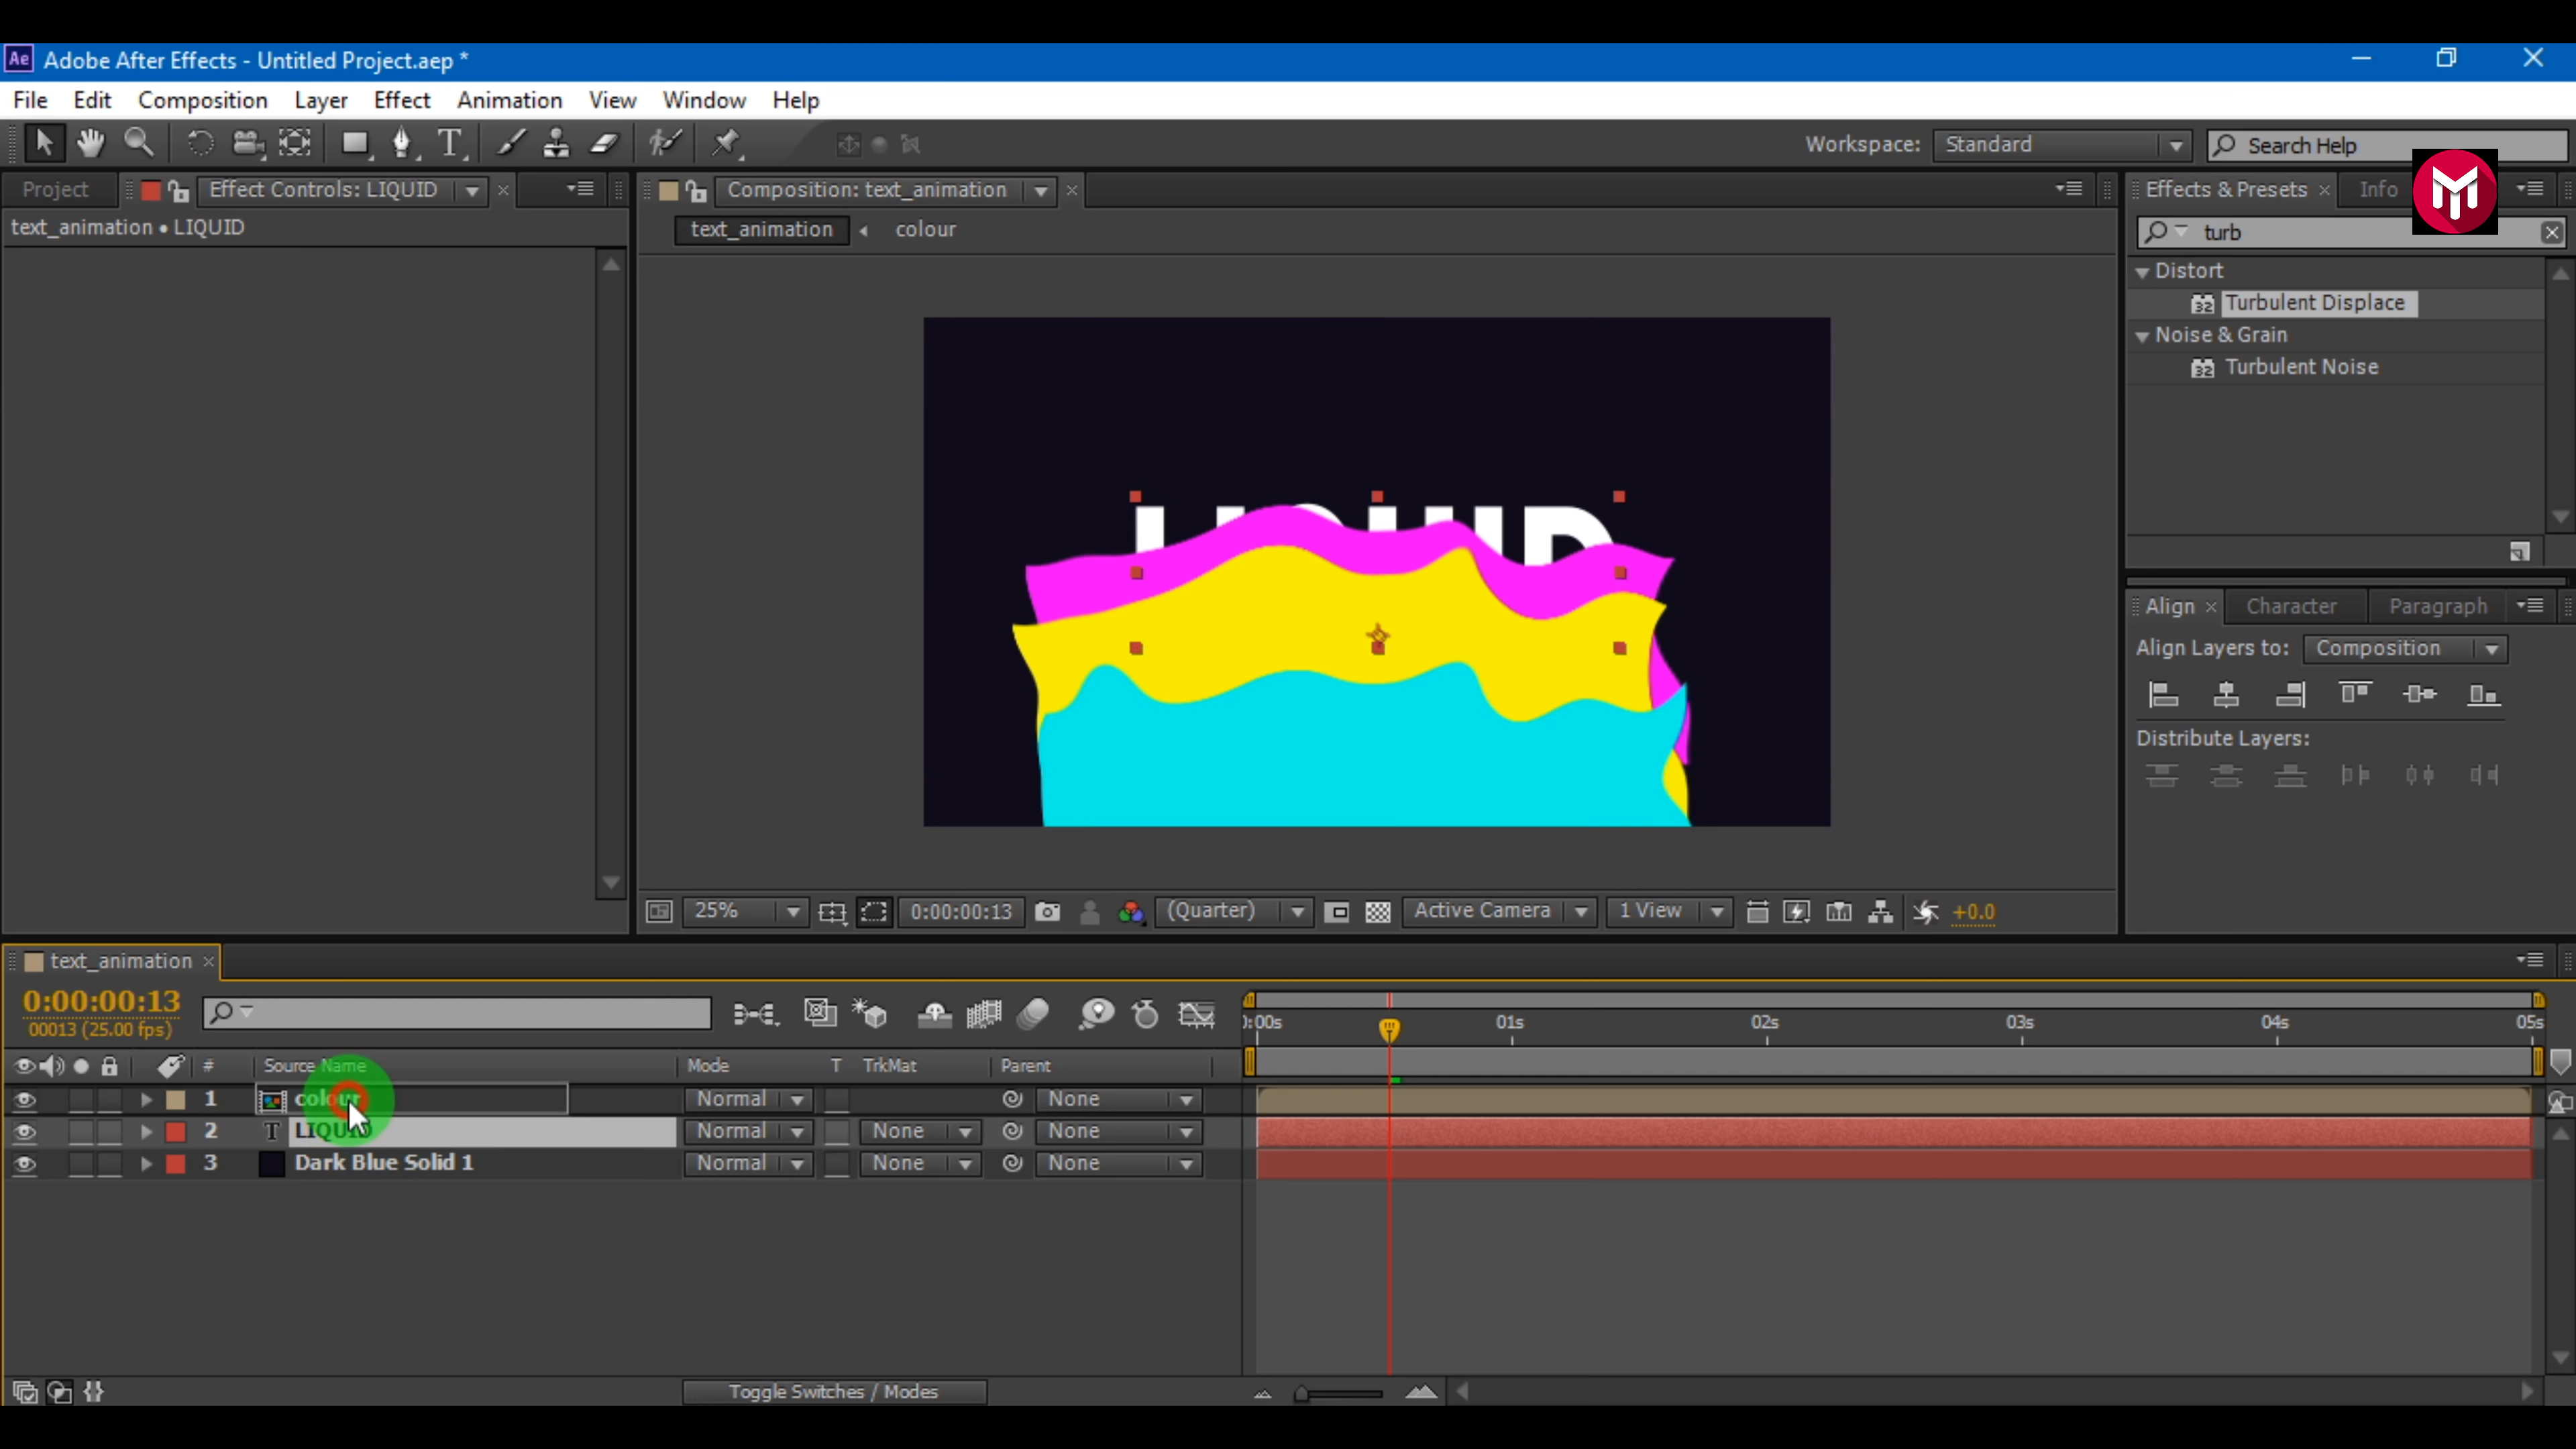 Ae Adobe After Effects - Untitled Project.aep *
File Edit Composition Layer Effect Animation View Window Help
T Workspace: Standard Search Help
Project Effect Controls: LIQUID Composition: text_animation Effects & Presets Info
text_animation • LIQUID
text_animation colour
turb
Distort
32 Turbulent Displace
Noise & Grain
32 Turbulent Noise
LIQUID
Align Character Paragraph
Align Layers to: Composition
Distribute Layers:
25% 0:00:00:13 (Quarter) Active Camera 1 View +0.0
text_animation
0:00:00:13
00013 (25.00 fps)
):00s 01s 02s 03s 04s 05s
# Source Name Mode T TrkMat Parent
1 colour Normal None
2 T LIQUID Normal None None
3 Dark Blue Solid 1 Normal None None
Toggle Switches / Modes